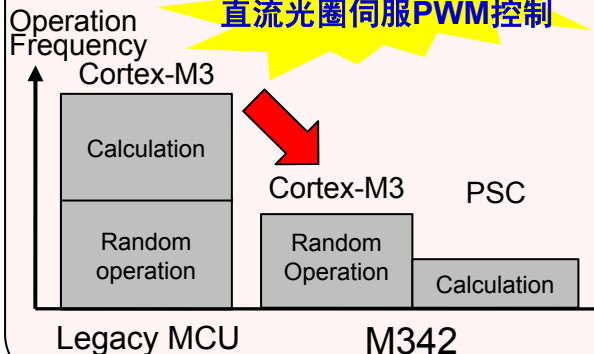 直流光圈伺服PWM控制
Operation
Frequency
Cortex-M3
Calculation
Random
operation
Cortex-M3
PSC
Random
Operation
Calculation
Legacy MCU
M342